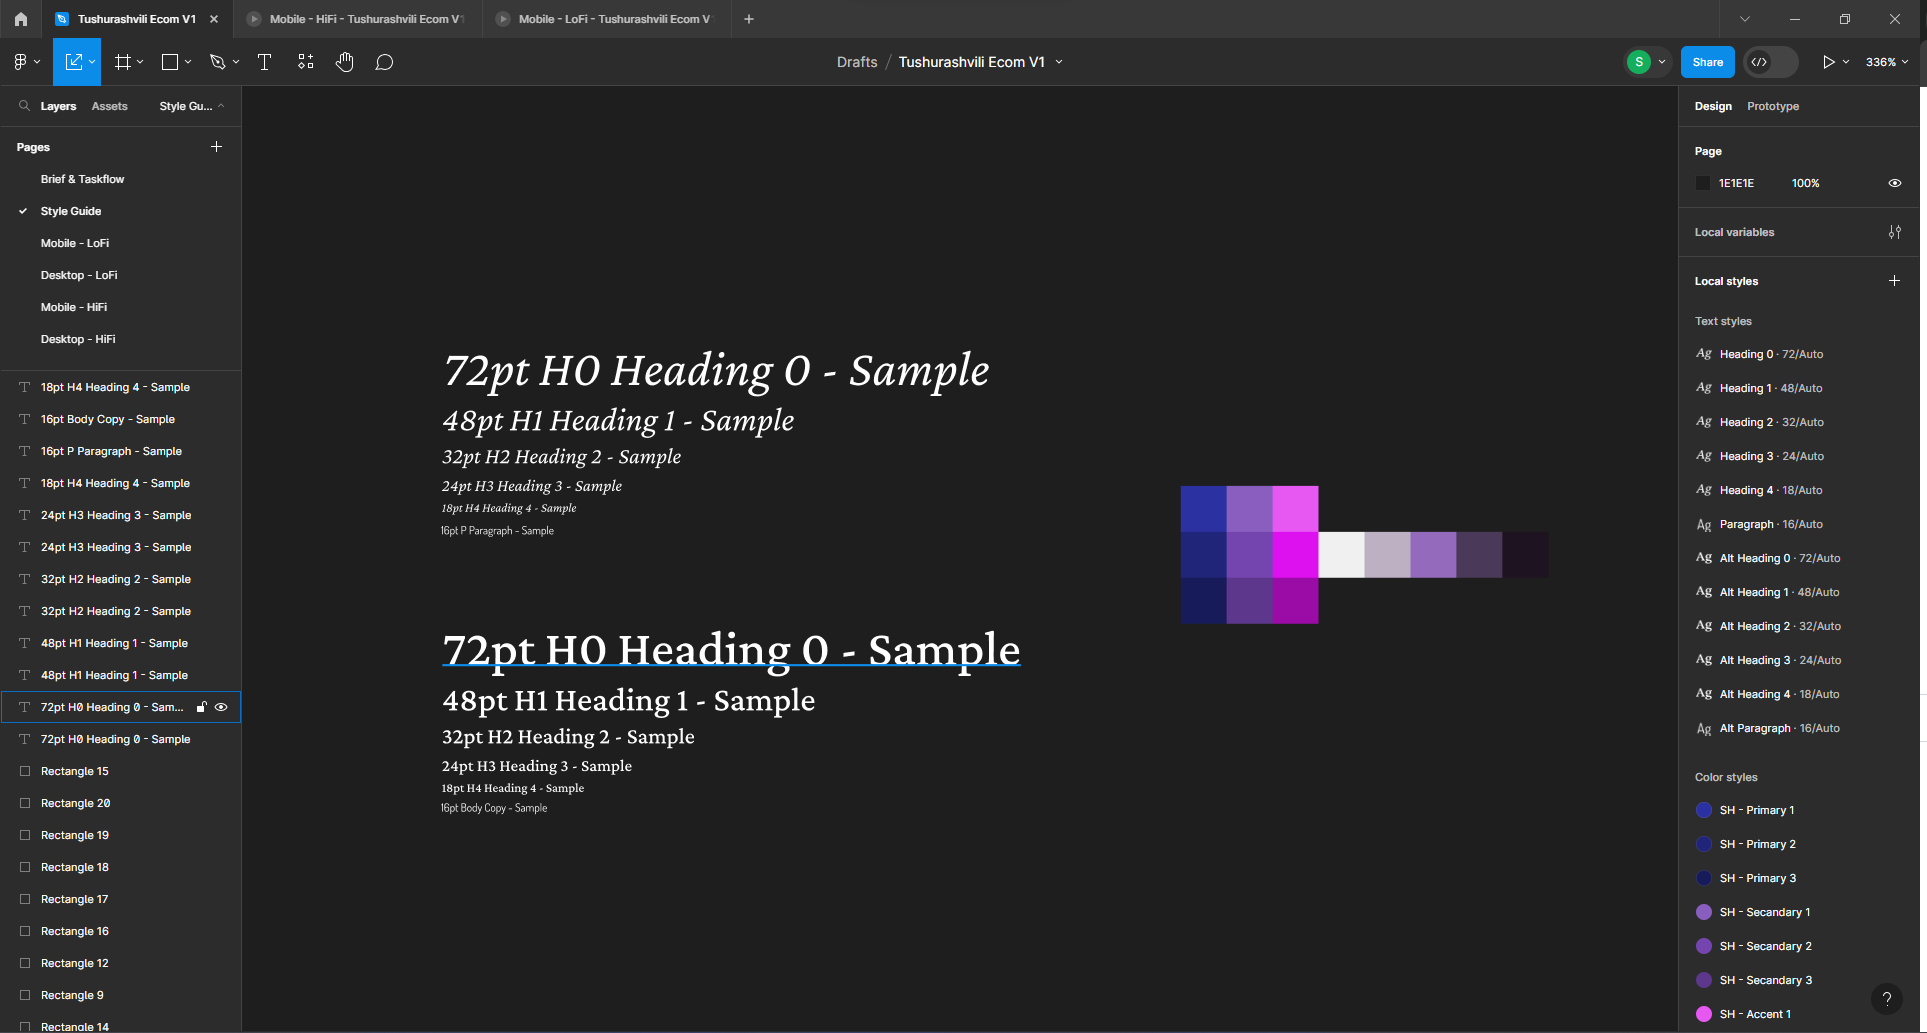 Tushurashvili Ecom V1
Mobile - HiFi - Tushurashvili Ecom V1
Mobile - LoFi - Tushurashvili Ecom V
Drafts / Tushurashvili Ecom V1
S
Share
336%
Layers
Assets
Style Gu...
Pages
Brief & Taskflow
Style Guide
Mobile - LoFi
Desktop - LoFi
Mobile - HiFi
Desktop - HiFi
18pt H4 Heading 4 - Sample
16pt Body Copy - Sample
16pt P Paragraph - Sample
18pt H4 Heading 4 - Sample
24pt H3 Heading 3 - Sample
24pt H3 Heading 3 - Sample
32pt H2 Heading 2 - Sample
32pt H2 Heading 2 - Sample
48pt H1 Heading 1 - Sample
48pt H1 Heading 1 - Sample
72pt H0 Heading 0 - Sam...
72pt H0 Heading 0 - Sample
Rectangle 15
Rectangle 20
Rectangle 19
Rectangle 18
Rectangle 17
Rectangle 16
Rectangle 12
Rectangle 9
Rectangle 14
72pt H0 Heading 0 - Sample
48pt H1 Heading 1 - Sample
32pt H2 Heading 2 - Sample
24pt H3 Heading 3 - Sample
18pt H4 Heading 4 - Sample
16pt P Paragraph - Sample
72pt H0 Heading 0 - Sample
48pt H1 Heading 1 - Sample
32pt H2 Heading 2 - Sample
24pt H3 Heading 3 - Sample
18pt H4 Heading 4 - Sample
16pt Body Copy - Sample
Design
Prototype
Page
1E1E1E 100%
Local variables
Local styles
Text styles
Ag Heading 0 · 72/Auto
Ag Heading 1 · 48/Auto
Ag Heading 2 · 32/Auto
Ag Heading 3 · 24/Auto
Ag Heading 4 · 18/Auto
Ag Paragraph · 16/Auto
Ag Alt Heading 0 · 72/Auto
Ag Alt Heading 1 · 48/Auto
Ag Alt Heading 2 · 32/Auto
Ag Alt Heading 3 · 24/Auto
Ag Alt Heading 4 · 18/Auto
Ag Alt Paragraph · 16/Auto
Color styles
SH - Primary 1
SH - Primary 2
SH - Primary 3
SH - Secandary 1
SH - Secandary 2
SH - Secandary 3
SH - Accent 1
?